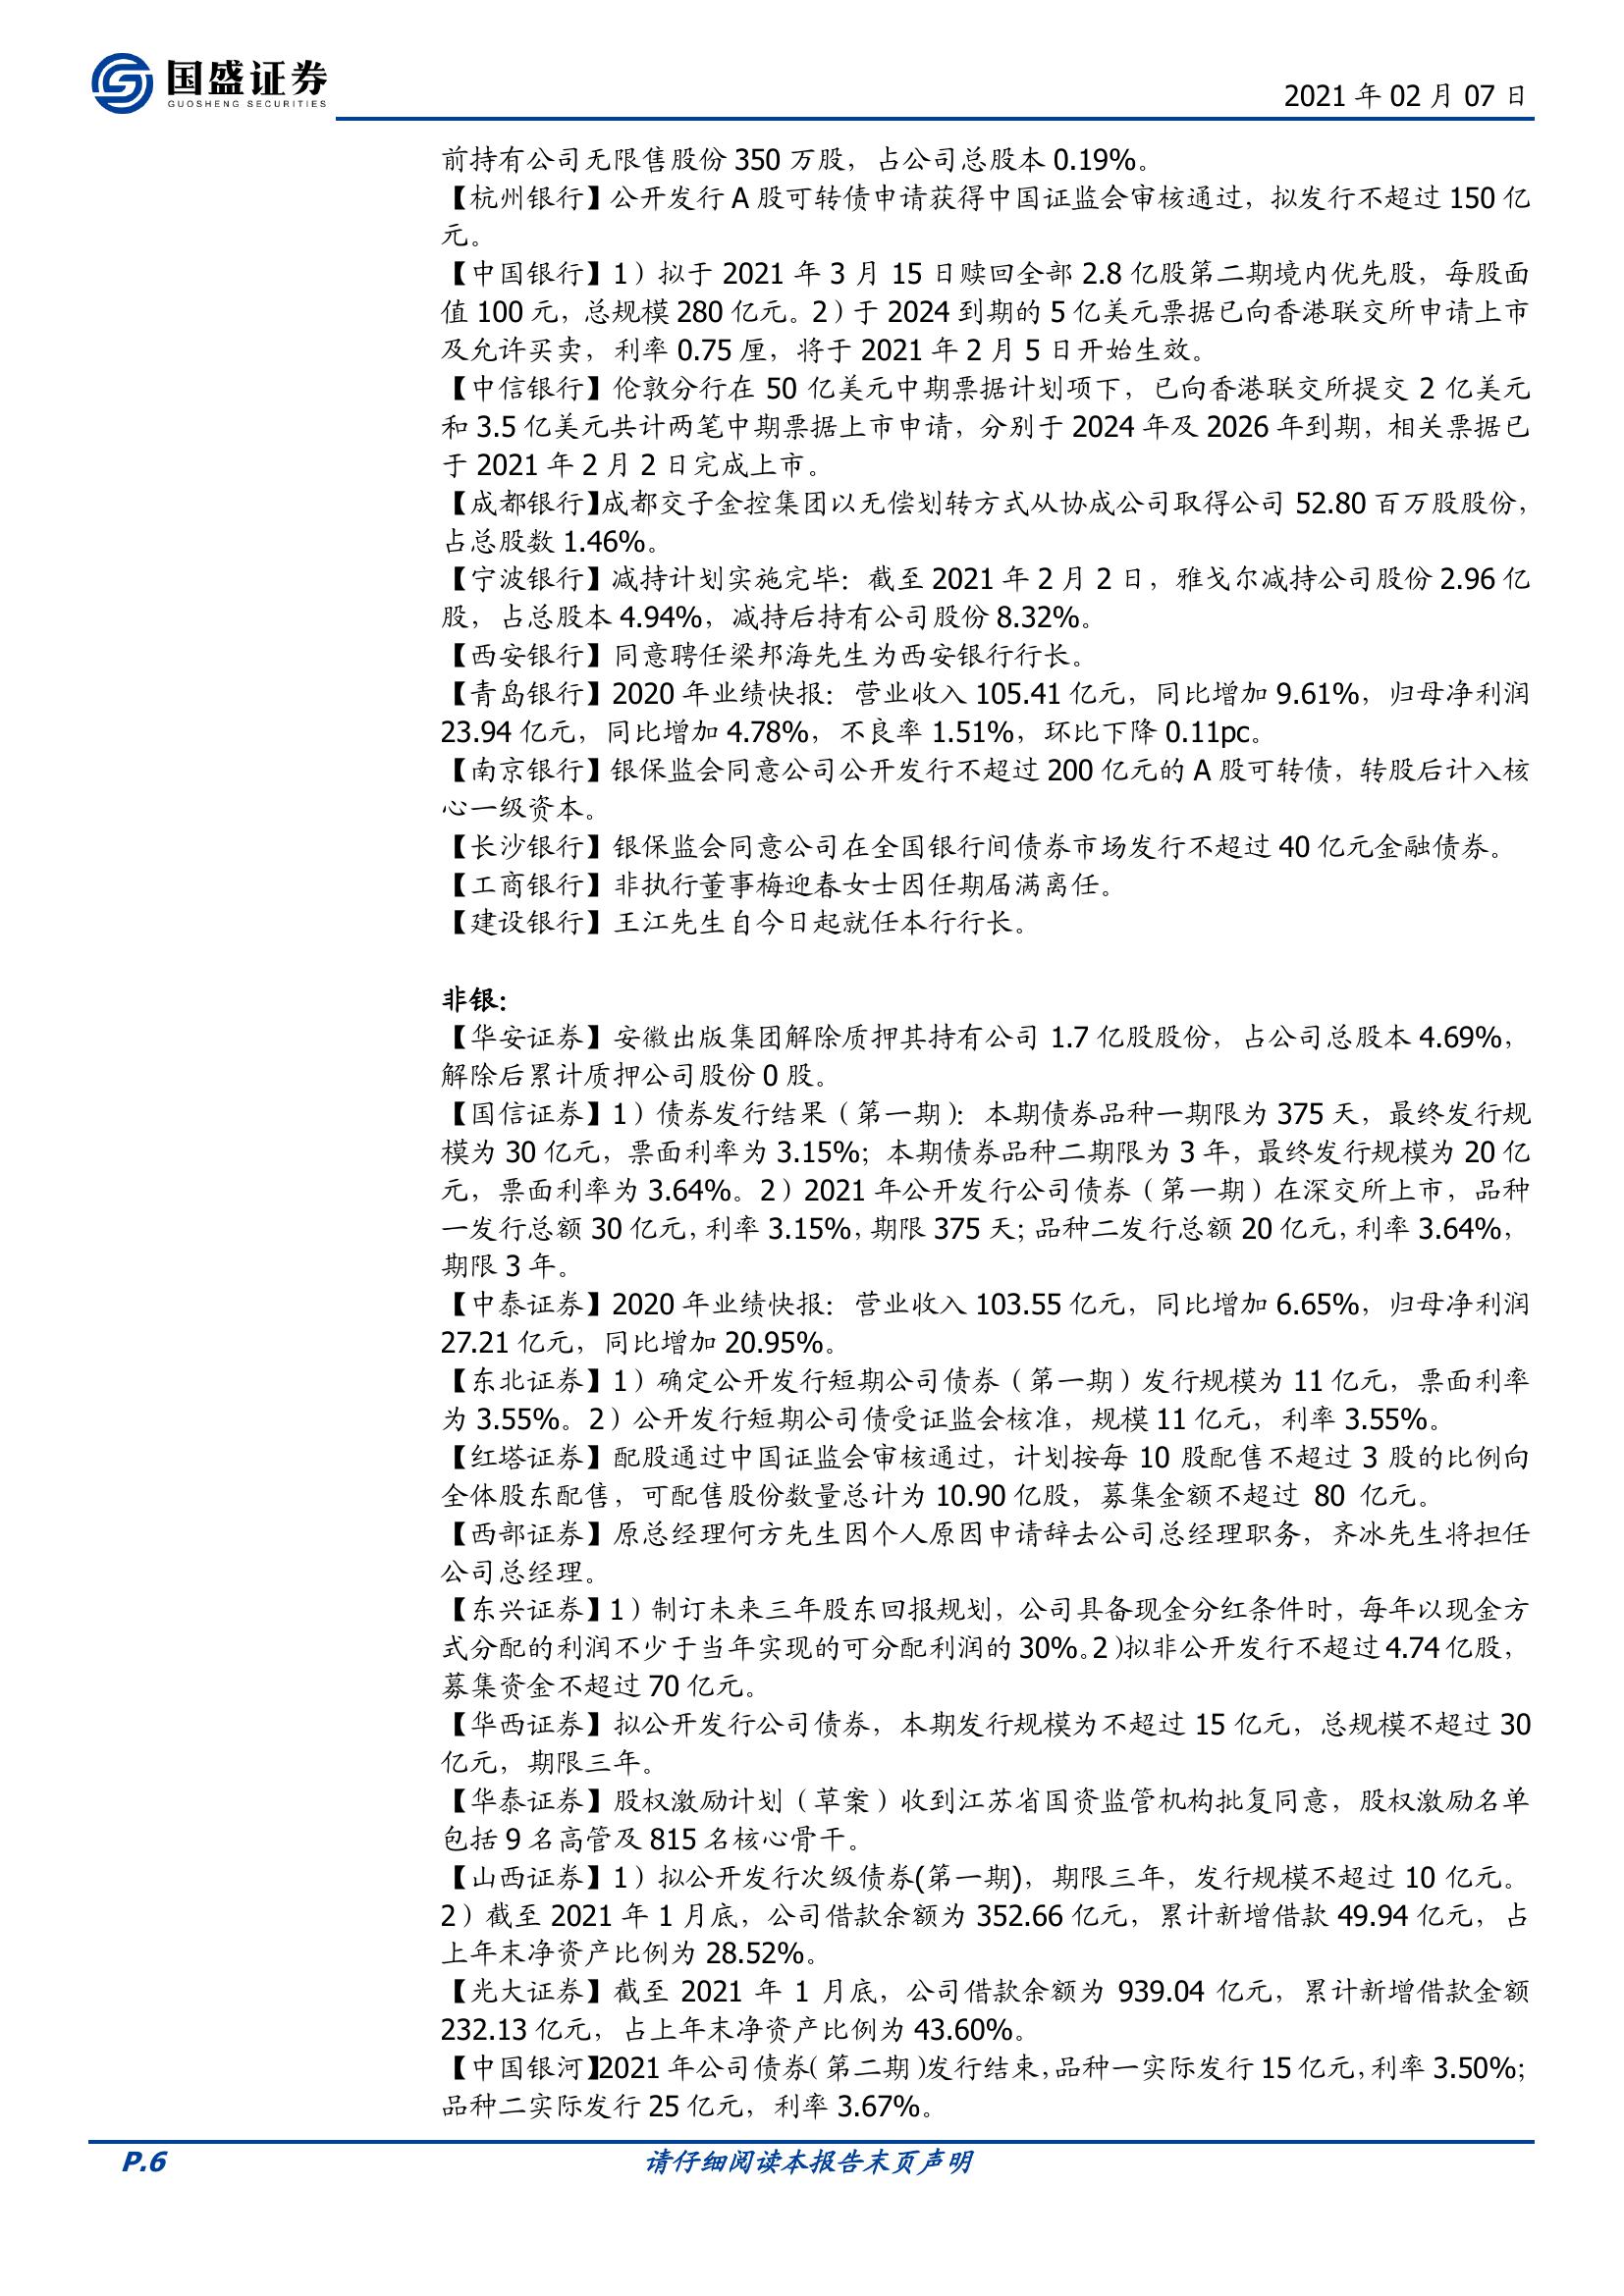 国盛证券
GUOSHENG SECURITIES
2021 年 02 月 07 日
前持有公司无限售股份 350 万股，占公司总股本 0.19%。
【杭州银行】公开发行 A 股可转债申请获得中国证监会审核通过，拟发行不超过 150 亿
元。
【中国银行】1）拟于 2021 年 3 月 15 日赎回全部 2.8 亿股第二期境内优先股，每股面
值 100 元，总规模 280 亿元。2）于 2024 到期的 5 亿美元票据已向香港联交所申请上市
及允许买卖，利率 0.75 厘，将于 2021 年 2 月 5 日开始生效。
【中信银行】伦敦分行在 50 亿美元中期票据计划项下，已向香港联交所提交 2 亿美元
和 3.5 亿美元共计两笔中期票据上市申请，分别于 2024 年及 2026 年到期，相关票据已
于 2021 年 2 月 2 日完成上市。
【成都银行】成都交子金控集团以无偿划转方式从协成公司取得公司 52.80 百万股股份，
占总股数 1.46%。
【宁波银行】减持计划实施完毕：截至 2021 年 2 月 2 日，雅戈尔减持公司股份 2.96 亿
股，占总股本 4.94%，减持后持有公司股份 8.32%。
【西安银行】同意聘任梁邦海先生为西安银行行长。
【青岛银行】2020 年业绩快报：营业收入 105.41 亿元，同比增加 9.61%，归母净利润
23.94 亿元，同比增加 4.78%，不良率 1.51%，环比下降 0.11pc。
【南京银行】银保监会同意公司公开发行不超过 200 亿元的 A 股可转债，转股后计入核
心一级资本。
【长沙银行】银保监会同意公司在全国银行间债券市场发行不超过 40 亿元金融债券。
【工商银行】非执行董事梅迎春女士因任期届满离任。
【建设银行】王江先生自今日起就任本行行长。
非银：
【华安证券】安徽出版集团解除质押其持有公司 1.7 亿股股份，占公司总股本 4.69%，
解除后累计质押公司股份 0 股。
【国信证券】1）债券发行结果（第一期）：本期债券品种一期限为 375 天，最终发行规
模为 30 亿元，票面利率为 3.15%；本期债券品种二期限为 3 年，最终发行规模为 20 亿
元，票面利率为 3.64%。2）2021 年公开发行公司债券（第一期）在深交所上市，品种
一发行总额 30 亿元，利率 3.15%，期限 375 天；品种二发行总额 20 亿元，利率 3.64%，
期限 3 年。
【中泰证券】2020 年业绩快报：营业收入 103.55 亿元，同比增加 6.65%，归母净利润
27.21 亿元，同比增加 20.95%。
【东北证券】1）确定公开发行短期公司债券（第一期）发行规模为 11 亿元，票面利率
为 3.55%。2）公开发行短期公司债受证监会核准，规模 11 亿元，利率 3.55%。
【红塔证券】配股通过中国证监会审核通过，计划按每 10 股配售不超过 3 股的比例向
全体股东配售，可配售股份数量总计为 10.90 亿股，募集金额不超过 80 亿元。
【西部证券】原总经理何方先生因个人原因申请辞去公司总经理职务，齐冰先生将担任
公司总经理。
【东兴证券】1）制订未来三年股东回报规划，公司具备现金分红条件时，每年以现金方
式分配的利润不少于当年实现的可分配利润的 30%。2）拟非公开发行不超过 4.74 亿股，
募集资金不超过 70 亿元。
【华西证券】拟公开发行公司债券，本期发行规模为不超过 15 亿元，总规模不超过 30
亿元，期限三年。
【华泰证券】股权激励计划（草案）收到江苏省国资监管机构批复同意，股权激励名单
包括 9 名高管及 815 名核心骨干。
【山西证券】1）拟公开发行次级债券(第一期)，期限三年，发行规模不超过 10 亿元。
2）截至 2021 年 1 月底，公司借款余额为 352.66 亿元，累计新增借款 49.94 亿元，占
上年末净资产比例为 28.52%。
【光大证券】截至 2021 年 1 月底，公司借款余额为 939.04 亿元，累计新增借款金额
232.13 亿元，占上年末净资产比例为 43.60%。
【中国银河】2021 年公司债券（第二期）发行结束，品种一实际发行 15 亿元，利率 3.50%；
品种二实际发行 25 亿元，利率 3.67%。
P.6
请仔细阅读本报告末页声明